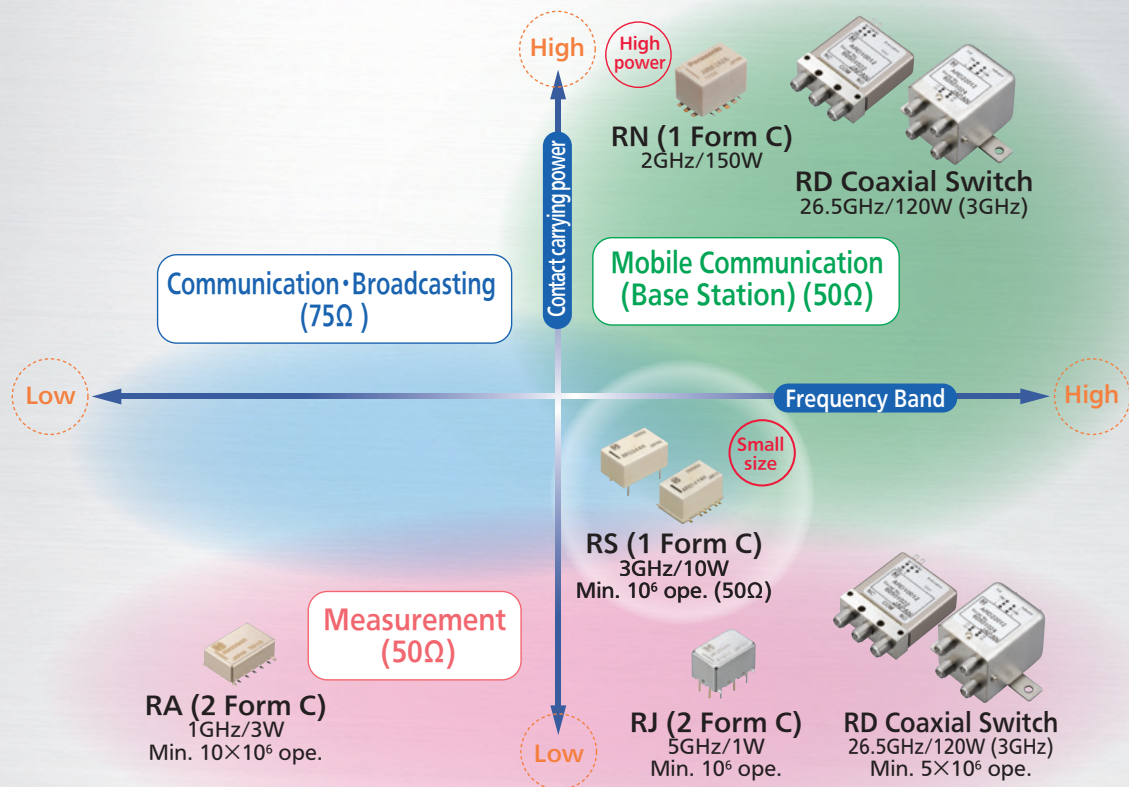 High
High
power
RN (1 Form C)
2GHz/150W
RD Coaxial Switch
26.5GHz/120W (3GHz)
Contact carrying power
Communication･Broadcasting
(75Ω )
Mobile Communication
(Base Station) (50Ω)
Low
Frequency Band
High
Small
size
RS (1 Form C)
3GHz/10W
Min. 10⁶ ope. (50Ω)
Measurement
(50Ω)
RA (2 Form C)
1GHz/3W
Min. 10×10⁶ ope.
Low
RJ (2 Form C)
5GHz/1W
Min. 10⁶ ope.
RD Coaxial Switch
26.5GHz/120W (3GHz)
Min. 5×10⁶ ope.